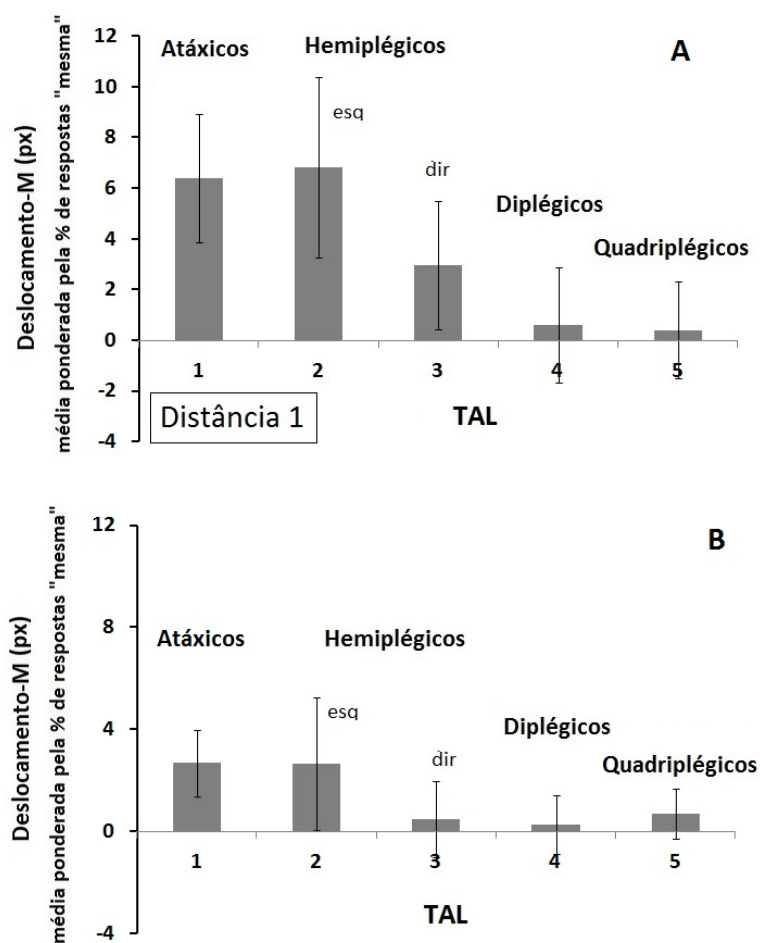 A
Atáxicos Hemiplégicos
esq
dir
Diplégicos
Quadriplégicos
Deslocamento-M (px)
média ponderada pela % de respostas "mesma"
12
10
8
6
4
2
0
-2
-4
1 2 3 4 5
Distância 1
TAL
B
Atáxicos Hemiplégicos
esq
dir
Diplégicos
Quadriplégicos
Deslocamento-M (px)
média ponderada pela % de respostas "mesma"
12
8
4
0
-4
1 2 3 4 5
TAL